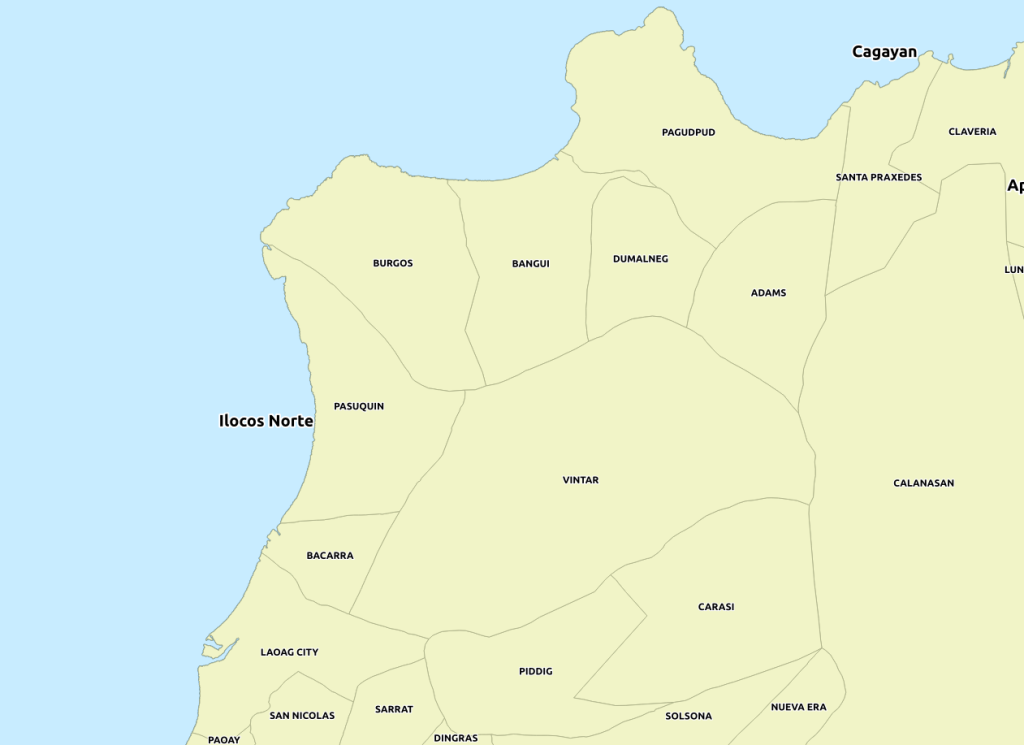 Cagayan
PAGUDPUD
CLAVERIA
SANTA PRAXEDES
Ap
BURGOS
BANGUI
DUMALNEG
LUN
ADAMS
PASUQUIN
Ilocos Norte
VINTAR
CALANASAN
BACARRA
CARASI
LAOAG CITY
PIDDIG
SARRAT
NUEVA ERA
SAN NICOLAS
SOLSONA
PAOAY
DINGRAS